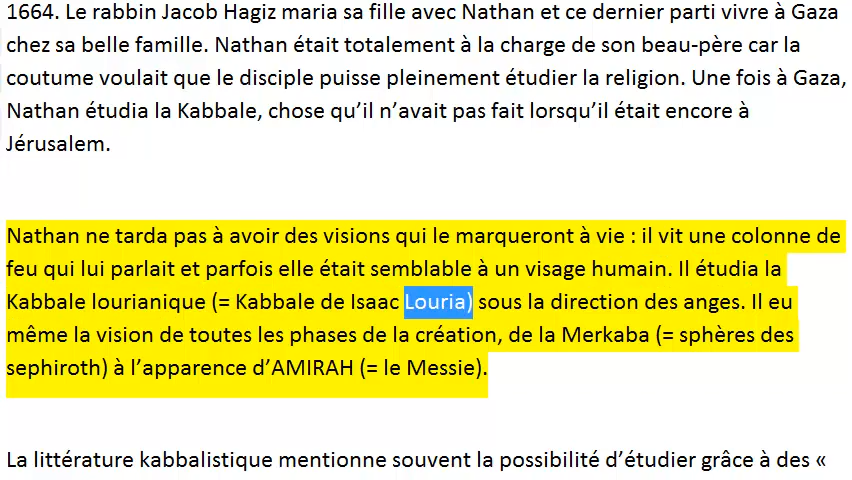 1664. Le rabbin Jacob Hagiz maria sa fille avec Nathan et ce dernier parti vivre à Gaza
chez sa belle famille. Nathan était totalement à la charge de son beau-père car la
coutume voulait que le disciple puisse pleinement étudier la religion. Une fois à Gaza,
Nathan étudia la Kabbale, chose qu’il n’avait pas fait lorsqu’il était encore à
Jérusalem.
Nathan ne tarda pas à avoir des visions qui le marqueront à vie : il vit une colonne de
feu qui lui parlait et parfois elle était semblable à un visage humain. Il étudia la
Kabbale lourianique (= Kabbale de Isaac Louria) sous la direction des anges. Il eu
même la vision de toutes les phases de la création, de la Merkaba (= sphères des
sephiroth) à l’apparence d’AMIRAH (= le Messie).
La littérature kabbalistique mentionne souvent la possibilité d’étudier grâce à des «